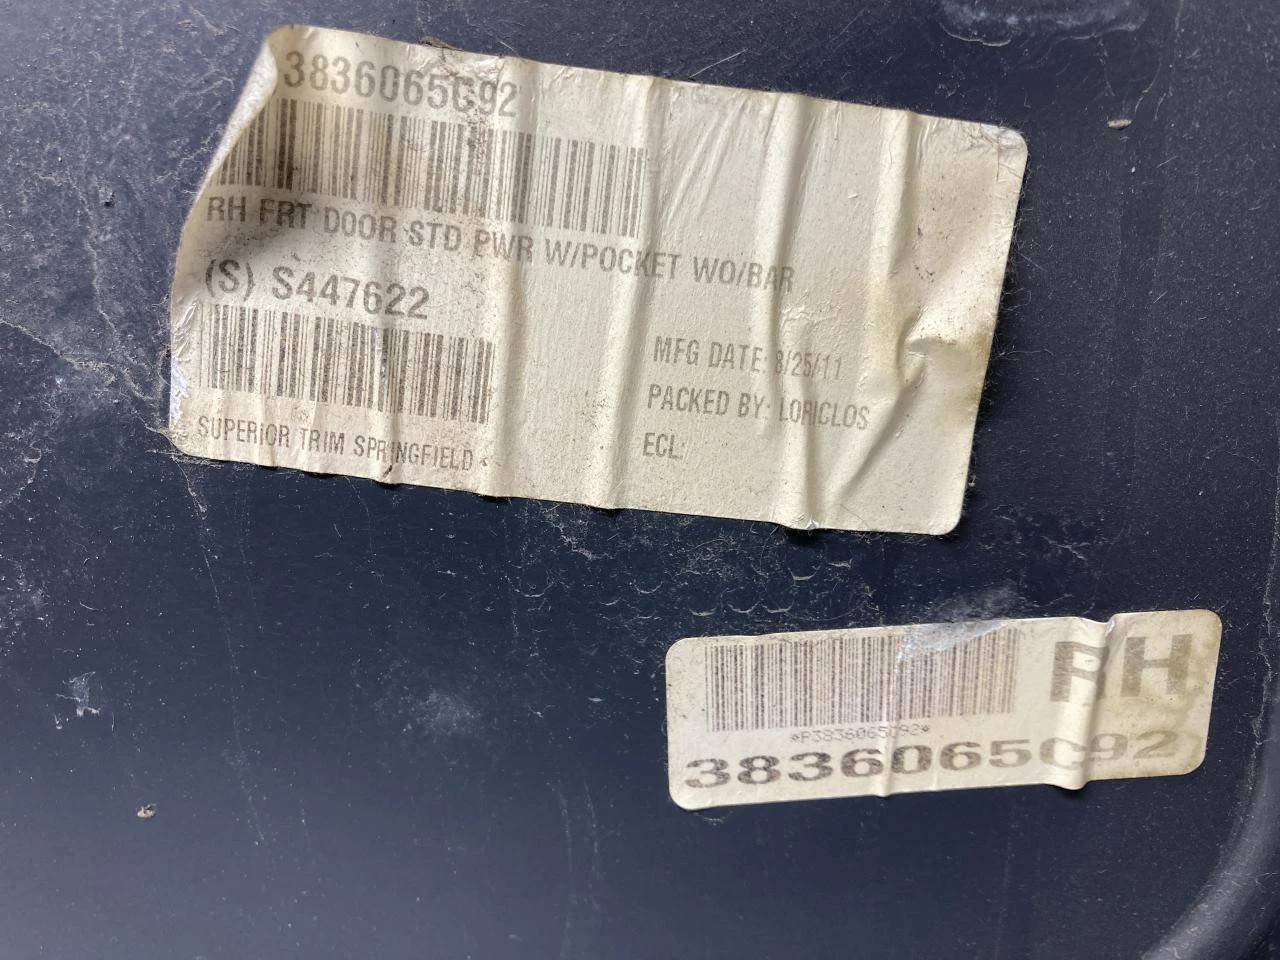 3836065C92
RH FRT DOOR STD PWR W/POCKET WO/BAR
(S) S447622
MFG DATE: 8/25/11
PACKED BY: LORICLOS
ECL:
SUPERIOR TRIM SPRINGFIELD
RH
*P3836065C92*
3836065C92